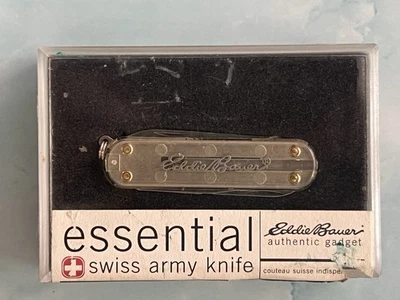 Eddie Bauer
essential
swiss army knife
Eddie Bauer
authentic gadget
couteau suisse indispe